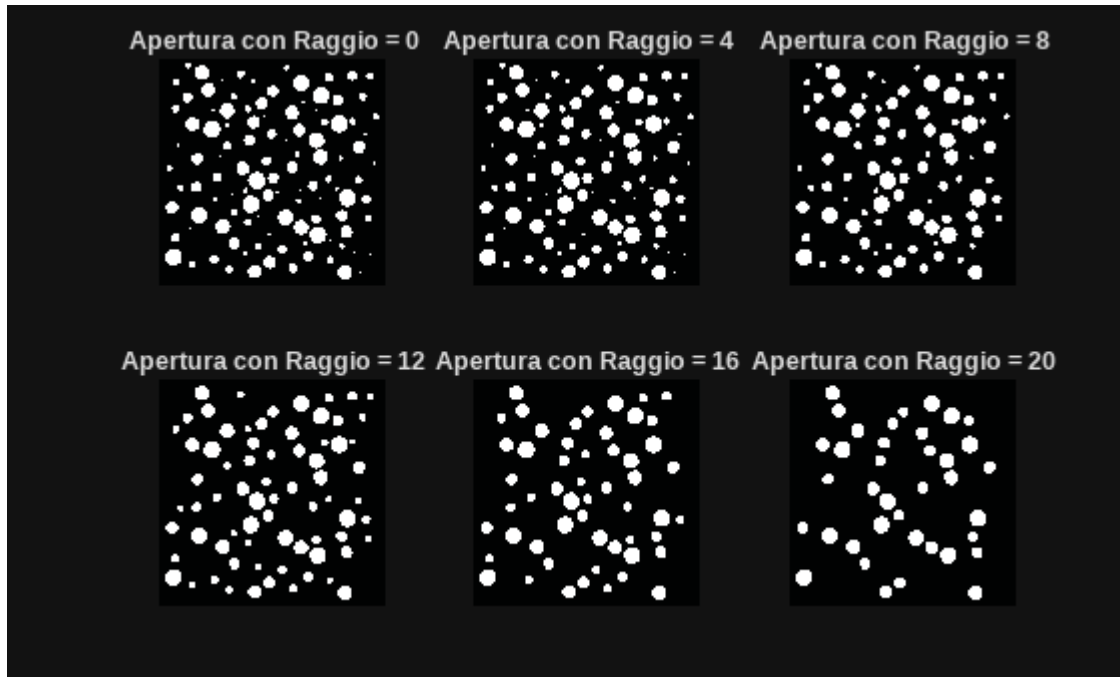 Apertura con Raggio = 0
Apertura con Raggio = 4
Apertura con Raggio = 8
Apertura con Raggio = 12
Apertura con Raggio = 16
Apertura con Raggio = 20